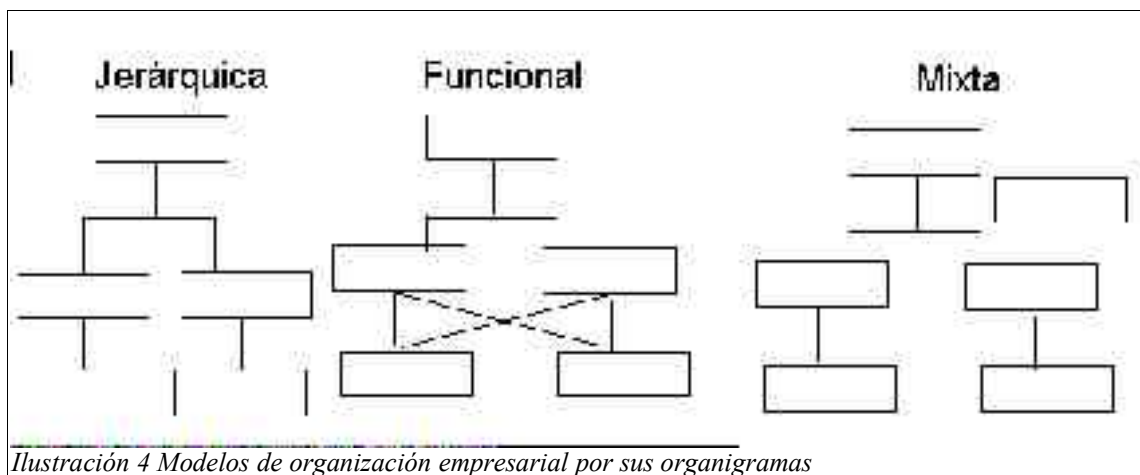 Jerárquica Funcional Mixta
Ilustración 4 Modelos de organización empresarial por sus organigramas